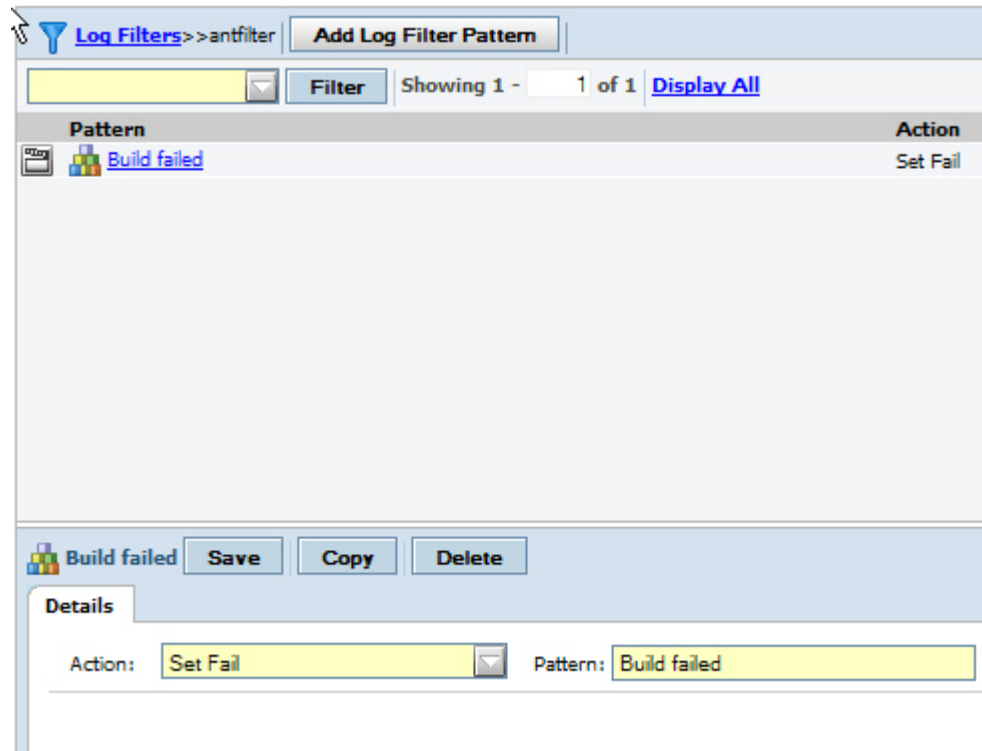 Log Filters>>antfilter Add Log Filter Pattern
Filter Showing 1 - 1 of 1 Display All
Pattern Action
Build failed Set Fail
Build failed Save Copy Delete
Details
Action: Set Fail Pattern: Build failed